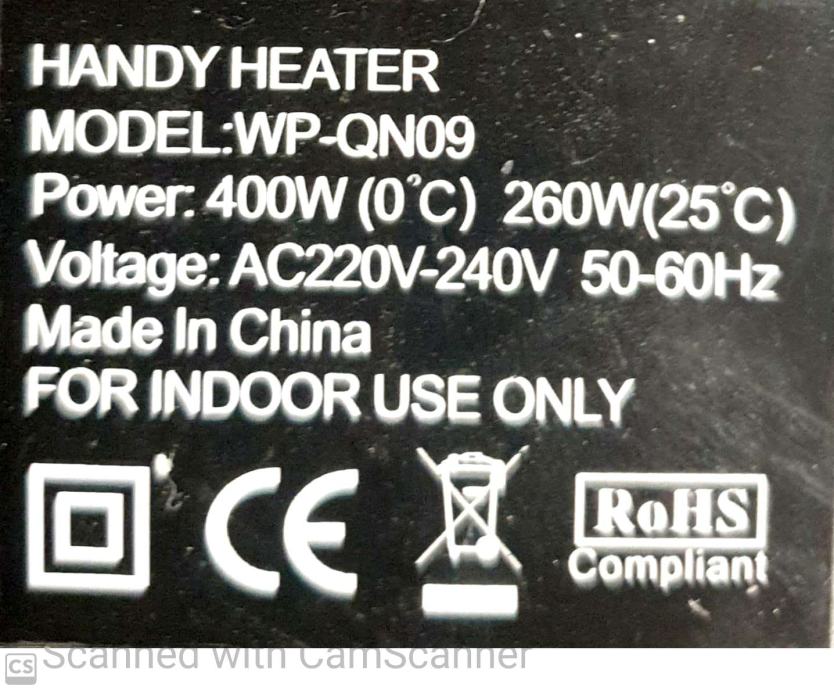 HANDY HEATER
MODEL:WP-QN09
Power: 400W (0°C) 260W(25°C)
Voltage: AC220V-240V 50-60Hz
Made In China
FOR INDOOR USE ONLY
CE
RoHS
Compliant
CS Scanned with CamScanner